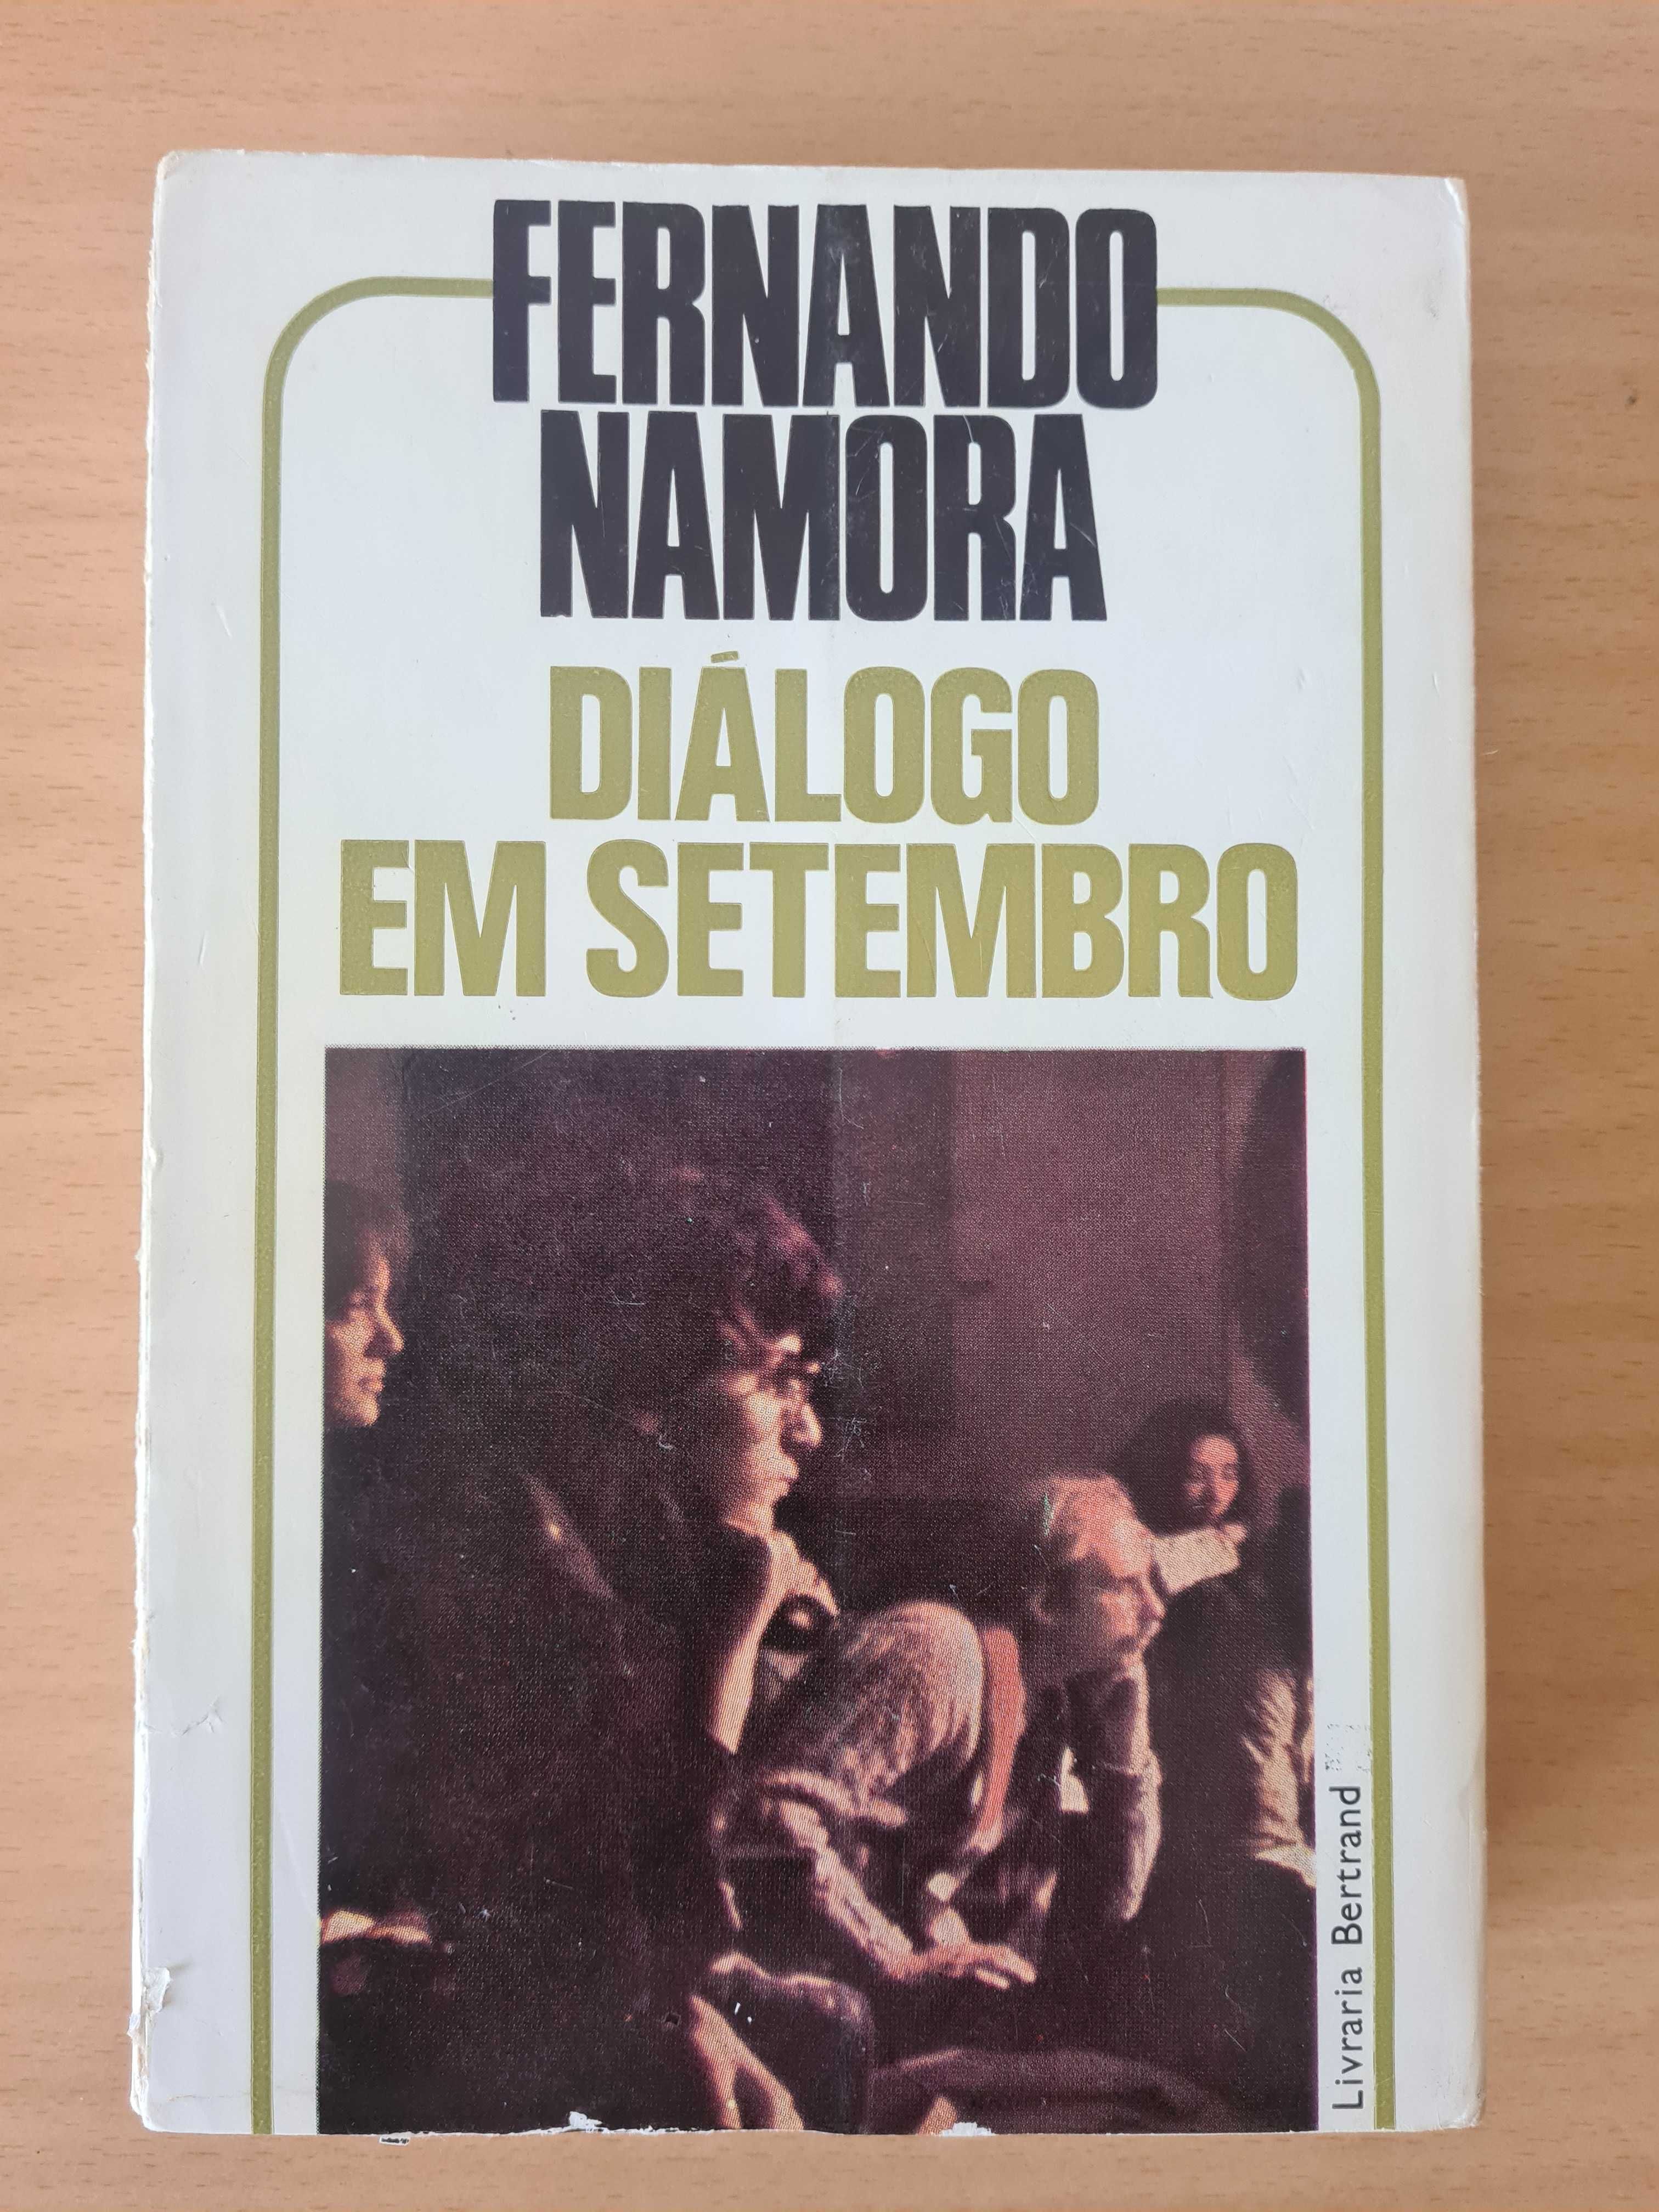 FERNANDO
NAMORA
DIÁLOGO
EM SETEMBRO
Livraria Bertrand